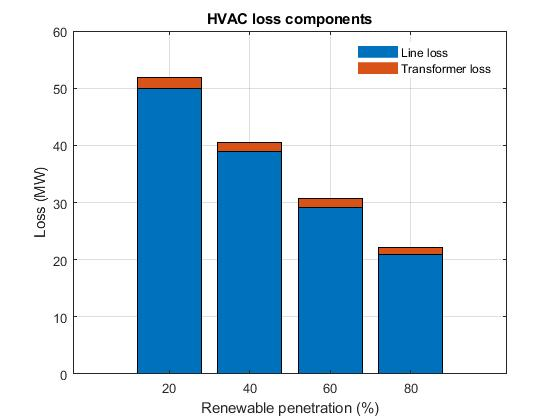 HVAC loss components
60
50
40
30
20
10
0
Loss (MW)
Line loss
Transformer loss
20 40 60 80
Renewable penetration (%)